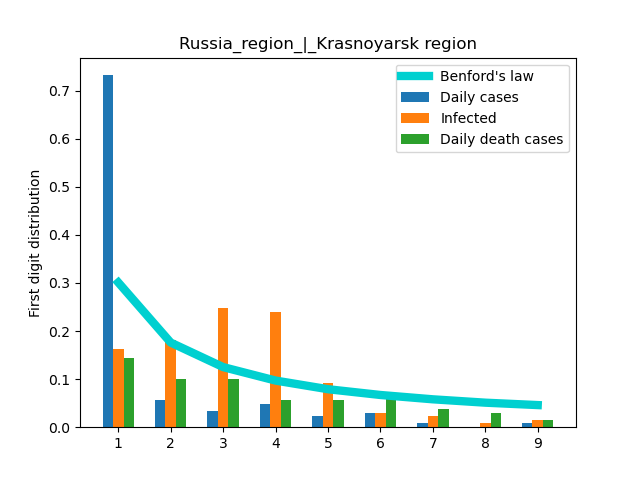 Russia_region_|_Krasnoyarsk region
First digit distribution
0.7
0.6
0.5
0.4
0.3
0.2
0.1
0.0
1 2 3 4 5 6 7 8 9
Benford's law
Daily cases
Infected
Daily death cases